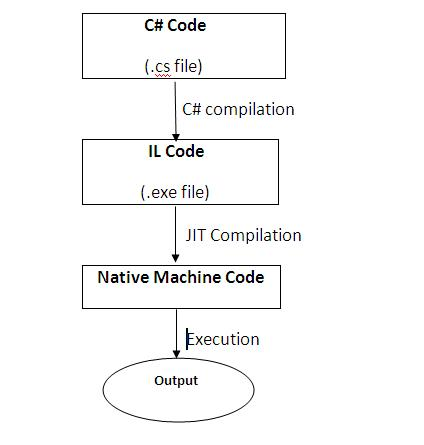 C# Code
(.cs file)
C# compilation
IL Code
(.exe file)
JIT Compilation
Native Machine Code
Execution
Output